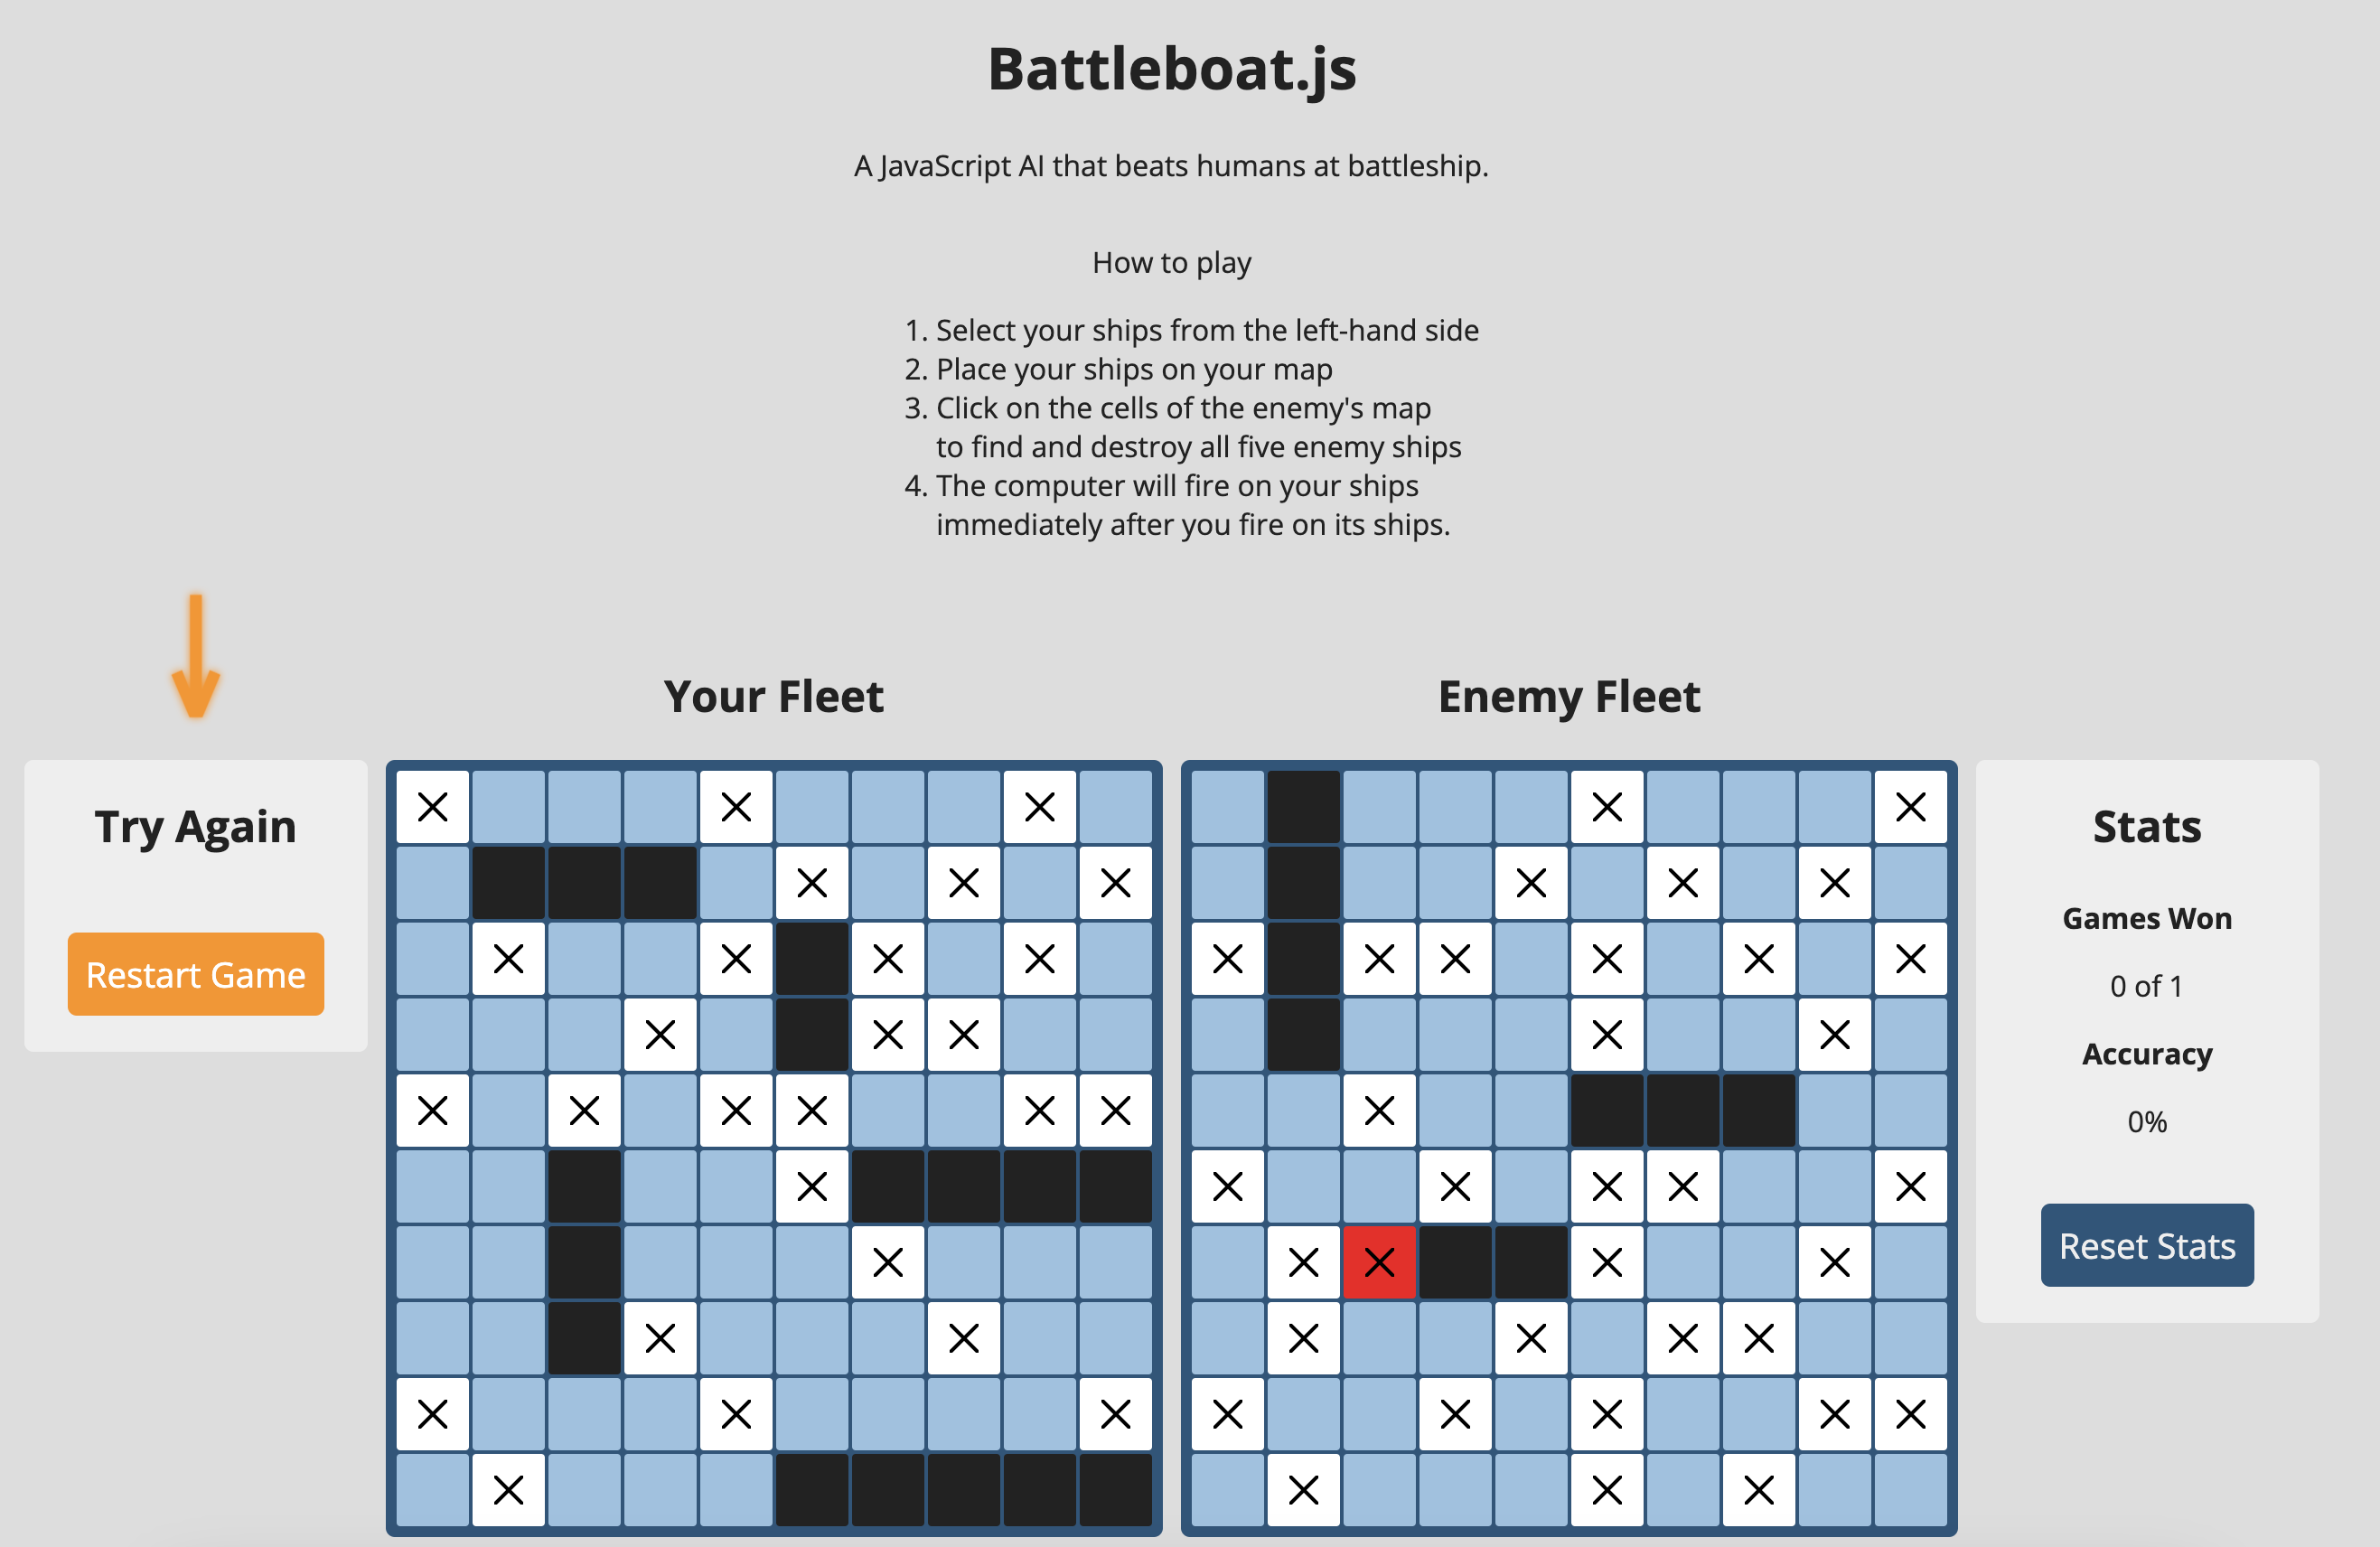 Battleboat.js
A JavaScript AI that beats humans at battleship.
How to play
1. Select your ships from the left-hand side
2. Place your ships on your map
3. Click on the cells of the enemy's map
to find and destroy all five enemy ships
4. The computer will fire on your ships
immediately after you fire on its ships.
Try Again
Restart Game
Your Fleet
Enemy Fleet
Stats
Games Won
0 of 1
Accuracy
0%
Reset Stats